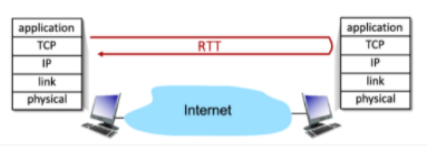 application
TCP
IP
link
physical
RTT
Internet
application
TCP
IP
link
physical